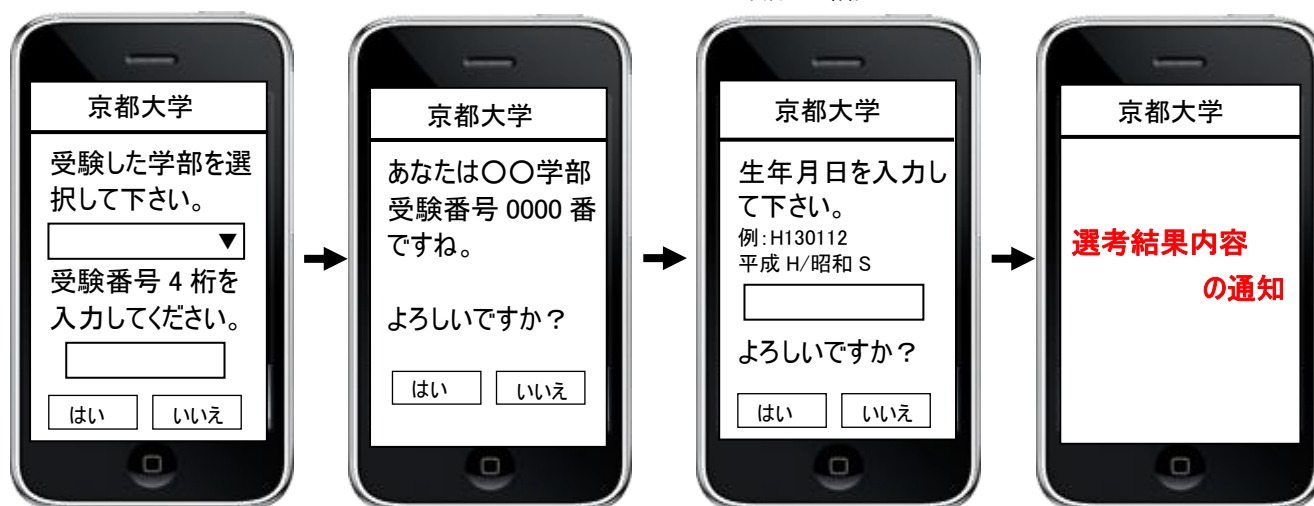 京都大学
受験した学部を選
択して下さい。
▼
受験番号 4 桁を
入力してください。
はい
いいえ
京都大学
あなたは〇〇学部
受験番号 0000 番
ですね。
よろしいですか？
はい
いいえ
京都大学
生年月日を入力し
て下さい。
例：H130112
平成 H/昭和 S
よろしいですか？
はい
いいえ
京都大学
選考結果内容
の通知